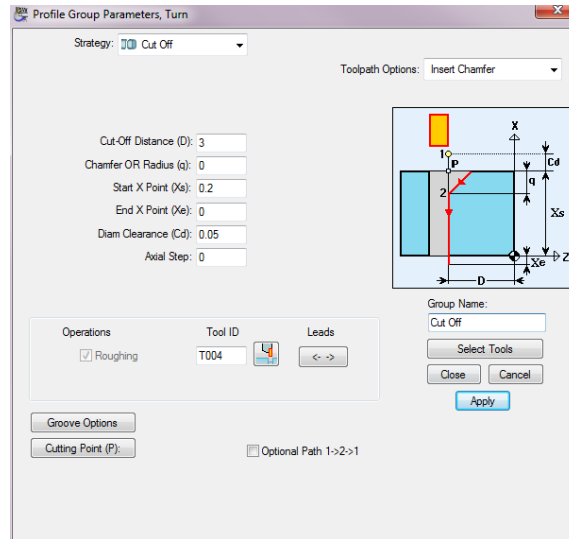 Profile Group Parameters, Turn
Strategy: Cut Off
Toolpath Options: Insert Chamfer
Cut-Off Distance (D): 3
Chamfer OR Radius (q): 0
Start X Point (Xs): 0.2
End X Point (Xe): 0
Diam Clearance (Cd): 0.05
Axial Step: 0
X
1
P
Cd
q
2
Xs
Z
Xe
D
Group Name:
Cut Off
Operations Tool ID Leads
Roughing T004 <- ->
Select Tools
Close Cancel
Apply
Groove Options
Cutting Point (P): Optional Path 1->2->1